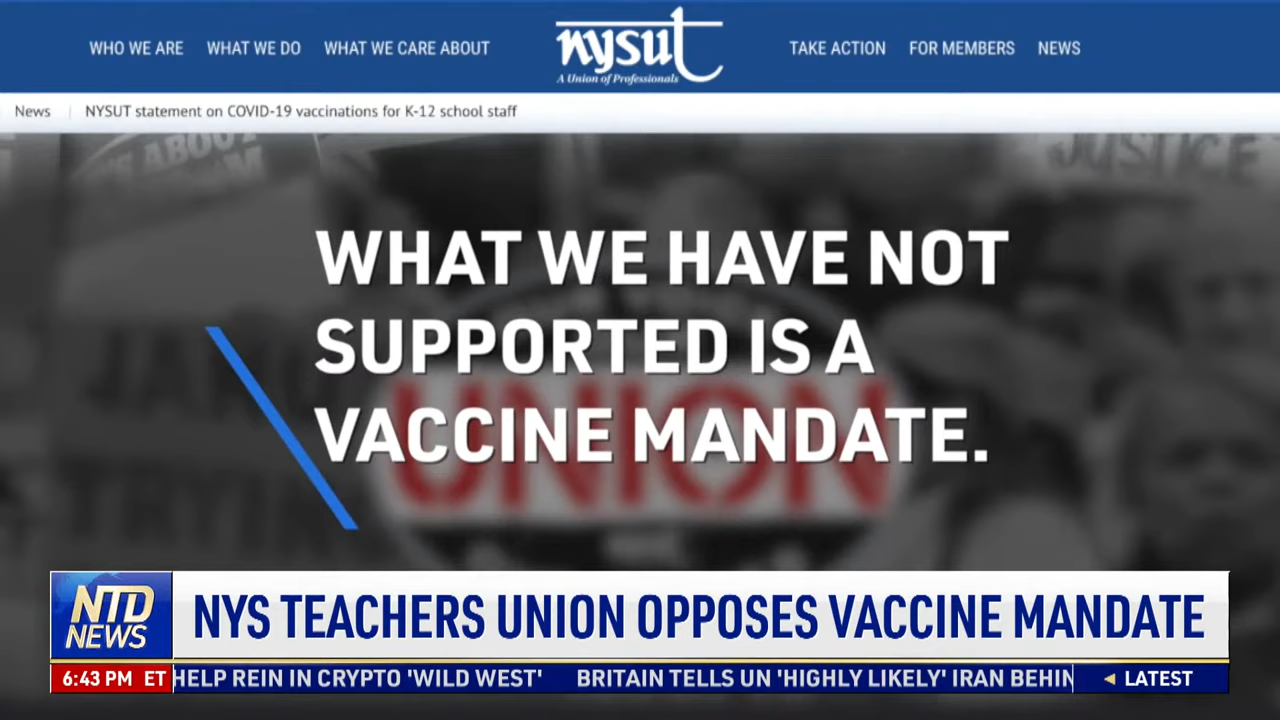 WHO WE ARE WHAT WE DO WHAT WE CARE ABOUT nysut TAKE ACTION FOR MEMBERS NEWS
A Union of Professionals
News | NYSUT statement on COVID-19 vaccinations for K-12 school staff
JUSTICE
WHAT WE HAVE NOT
SUPPORTED IS A
VACCINE MANDATE.
UNION
NTD
NEWS
NYS TEACHERS UNION OPPOSES VACCINE MANDATE
6:43 PM ET HELP REIN IN CRYPTO 'WILD WEST' BRITAIN TELLS UN 'HIGHLY LIKELY' IRAN BEHIN ◄ LATEST